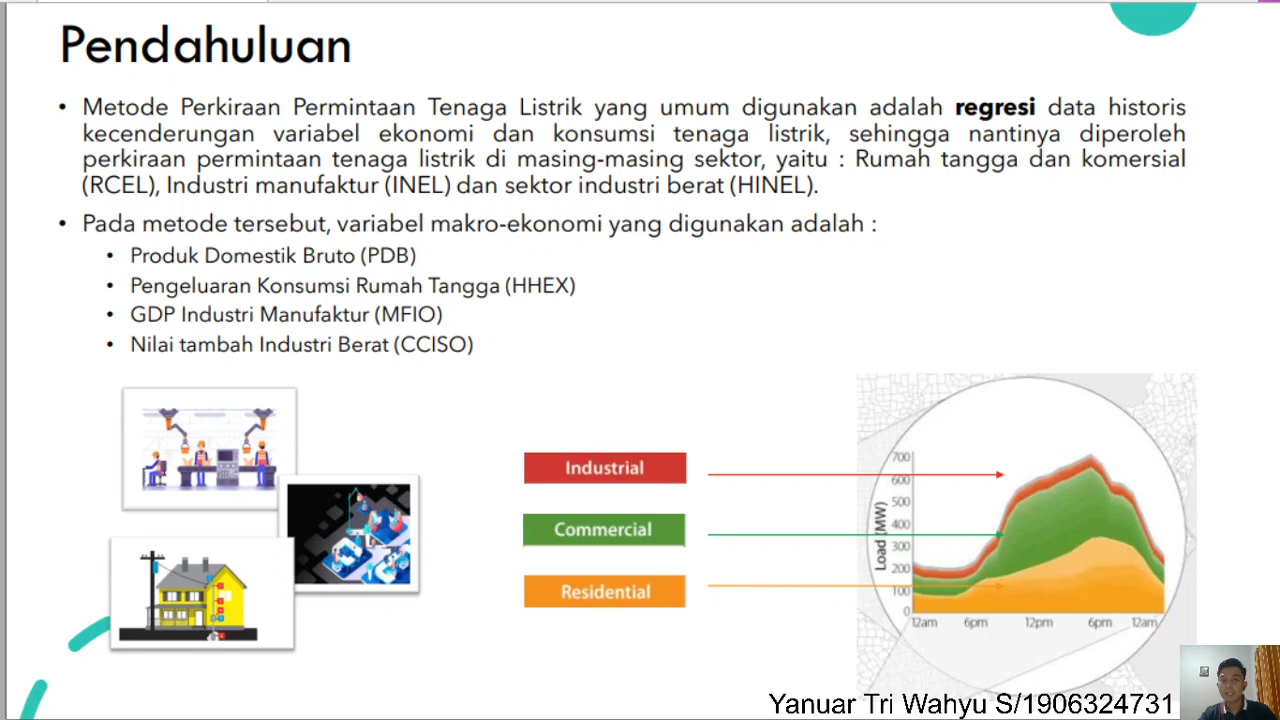 Pendahuluan
• Metode Perkiraan Permintaan Tenaga Listrik yang umum digunakan adalah regresi data historis
kecenderungan variabel ekonomi dan konsumsi tenaga listrik, sehingga nantinya diperoleh
perkiraan permintaan tenaga listrik di masing-masing sektor, yaitu : Rumah tangga dan komersial
(RCEL), Industri manufaktur (INEL) dan sektor industri berat (HINEL).
• Pada metode tersebut, variabel makro-ekonomi yang digunakan adalah :
• Produk Domestik Bruto (PDB)
• Pengeluaran Konsumsi Rumah Tangga (HHEX)
• GDP Industri Manufaktur (MFIO)
• Nilai tambah Industri Berat (CCISO)
Industrial
Commercial
Residential
Load (MW)
700
600
500
400
300
200
100
0
12am 6pm 12pm 6pm 12am
Yanuar Tri Wahyu S/1906324731